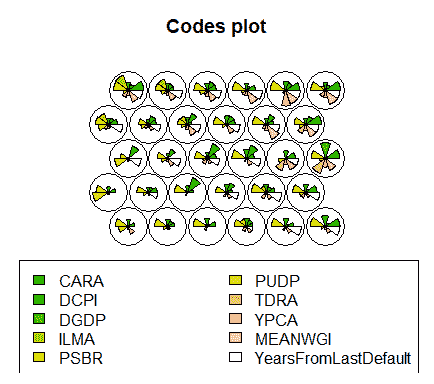 Codes plot
CARA
DCPI
DGDP
ILMA
PSBR
PUDP
TDRA
YPCA
MEANWGI
YearsFromLastDefault